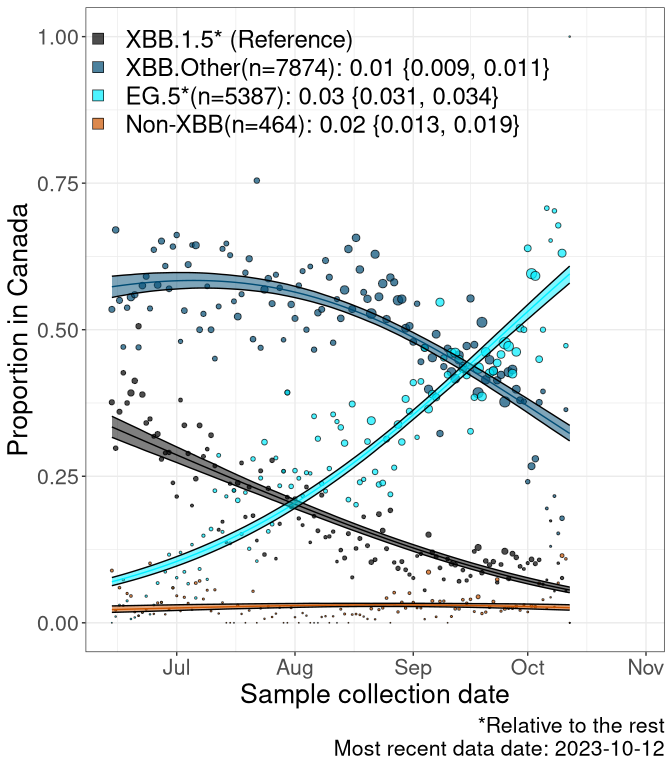 XBB.1.5* (Reference)
XBB.Other(n=7874): 0.01 {0.009, 0.011}
EG.5*(n=5387): 0.03 {0.031, 0.034}
Non-XBB(n=464): 0.02 {0.013, 0.019}
1.00
0.75
0.50
0.25
0.00
Proportion in Canada
Jul Aug Sep Oct Nov
Sample collection date
*Relative to the rest
Most recent data date: 2023-10-12